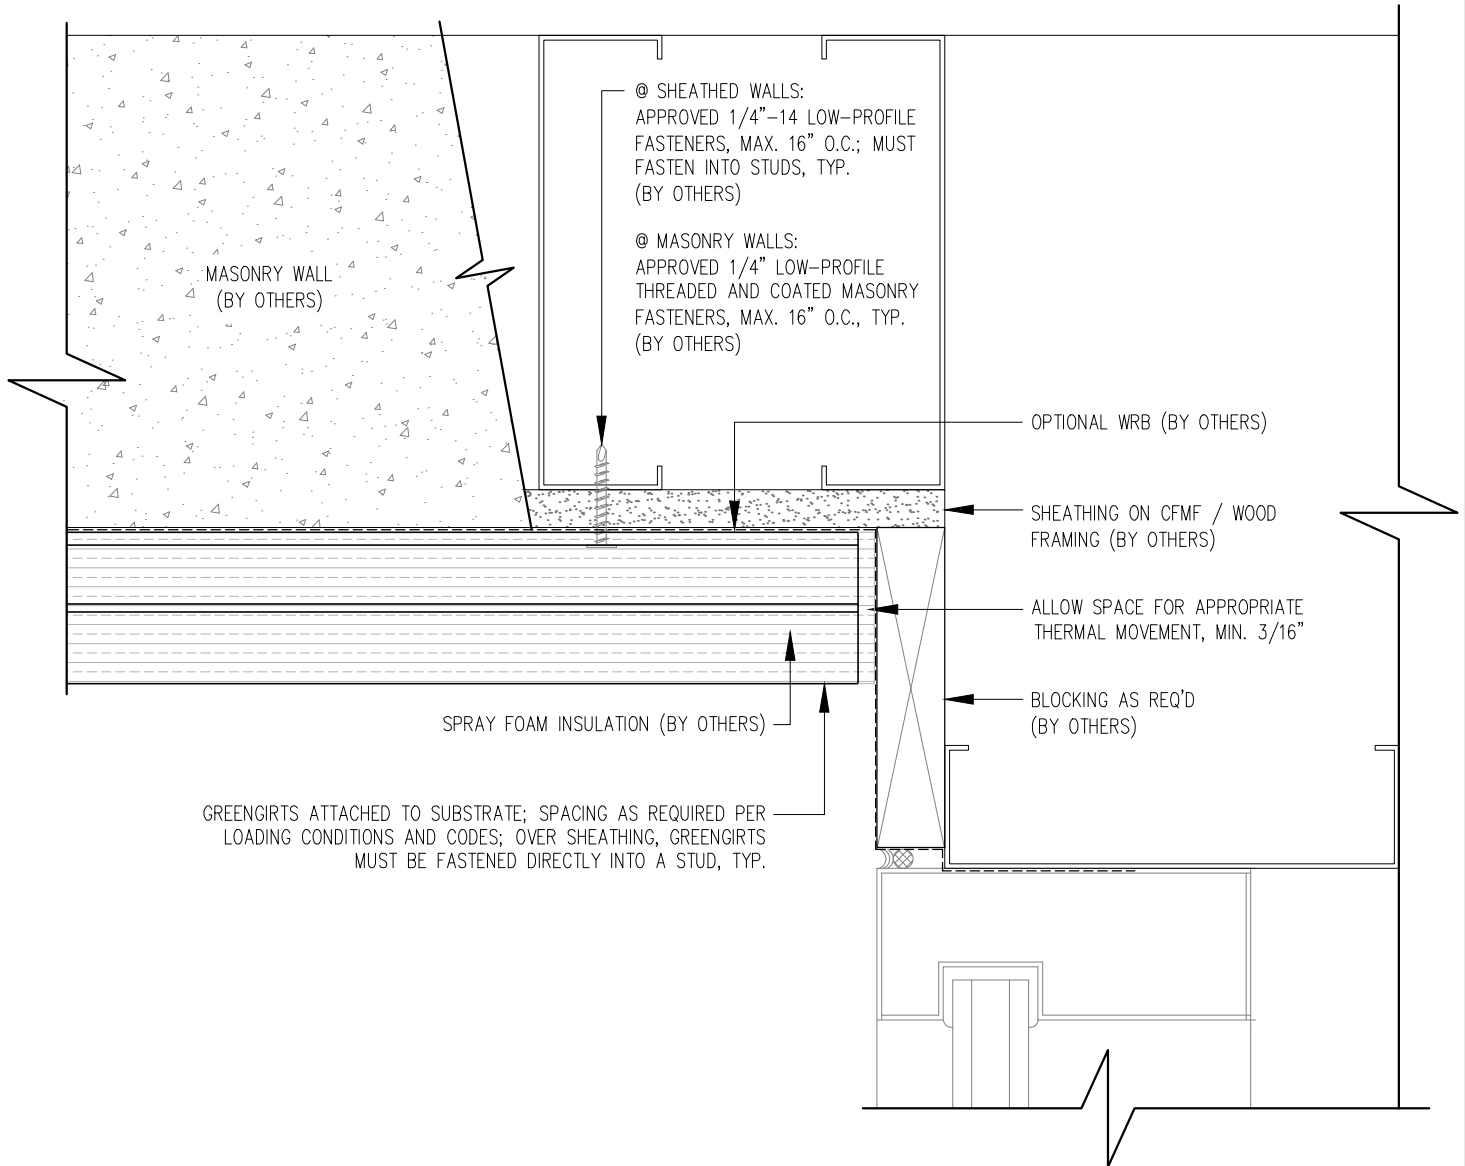 @ SHEATHED WALLS:
APPROVED 1/4"-14 LOW-PROFILE
FASTENERS, MAX. 16" O.C.; MUST
FASTEN INTO STUDS, TYP.
(BY OTHERS)
@ MASONRY WALLS:
APPROVED 1/4" LOW-PROFILE
THREADED AND COATED MASONRY
FASTENERS, MAX. 16" O.C., TYP.
(BY OTHERS)
MASONRY WALL
(BY OTHERS)
OPTIONAL WRB (BY OTHERS)
SHEATHING ON CFMF / WOOD
FRAMING (BY OTHERS)
ALLOW SPACE FOR APPROPRIATE
THERMAL MOVEMENT, MIN. 3/16"
BLOCKING AS REQ'D
(BY OTHERS)
SPRAY FOAM INSULATION (BY OTHERS)
GREENGIRTS ATTACHED TO SUBSTRATE; SPACING AS REQUIRED PER
LOADING CONDITIONS AND CODES; OVER SHEATHING, GREENGIRTS
MUST BE FASTENED DIRECTLY INTO A STUD, TYP.